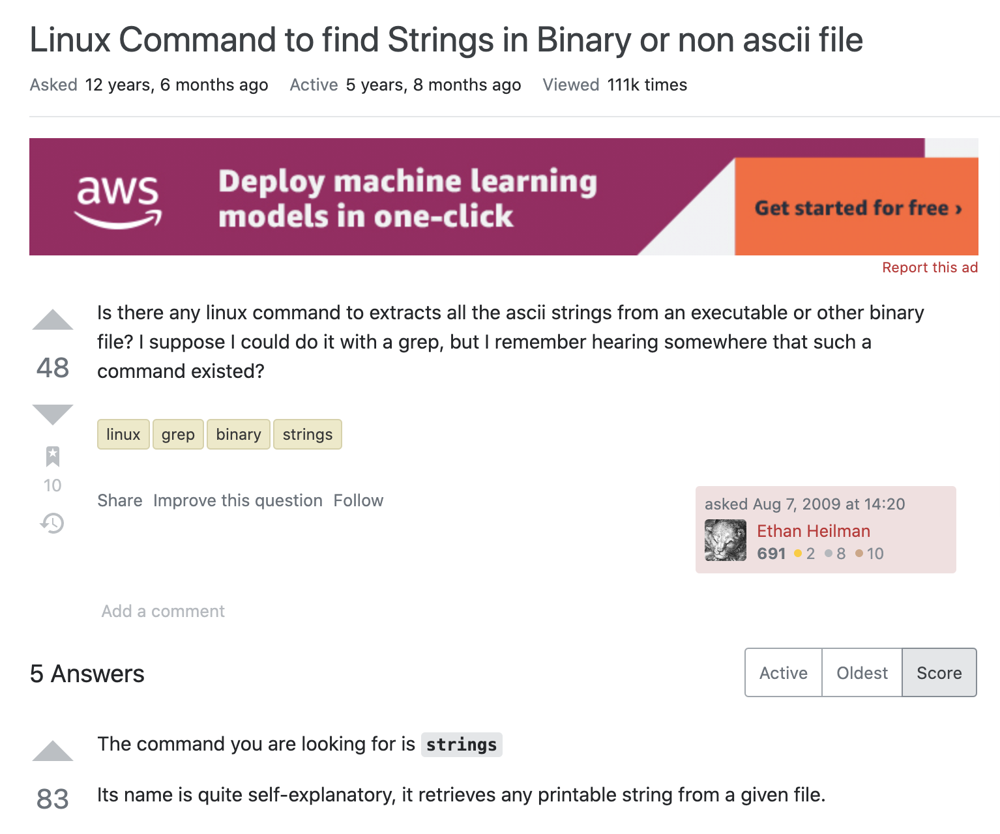 Linux Command to find Strings in Binary or non ascii file
Asked 12 years, 6 months ago Active 5 years, 8 months ago Viewed 111k times
aws
Deploy machine learning
models in one-click
Get started for free ›
Report this ad
Is there any linux command to extracts all the ascii strings from an executable or other binary
file? I suppose I could do it with a grep, but I remember hearing somewhere that such a
command existed?
48
linux grep binary strings
10
Share Improve this question Follow
asked Aug 7, 2009 at 14:20
Ethan Heilman
691 2 8 10
Add a comment
5 Answers
Active Oldest Score
The command you are looking for is strings
83
Its name is quite self-explanatory, it retrieves any printable string from a given file.